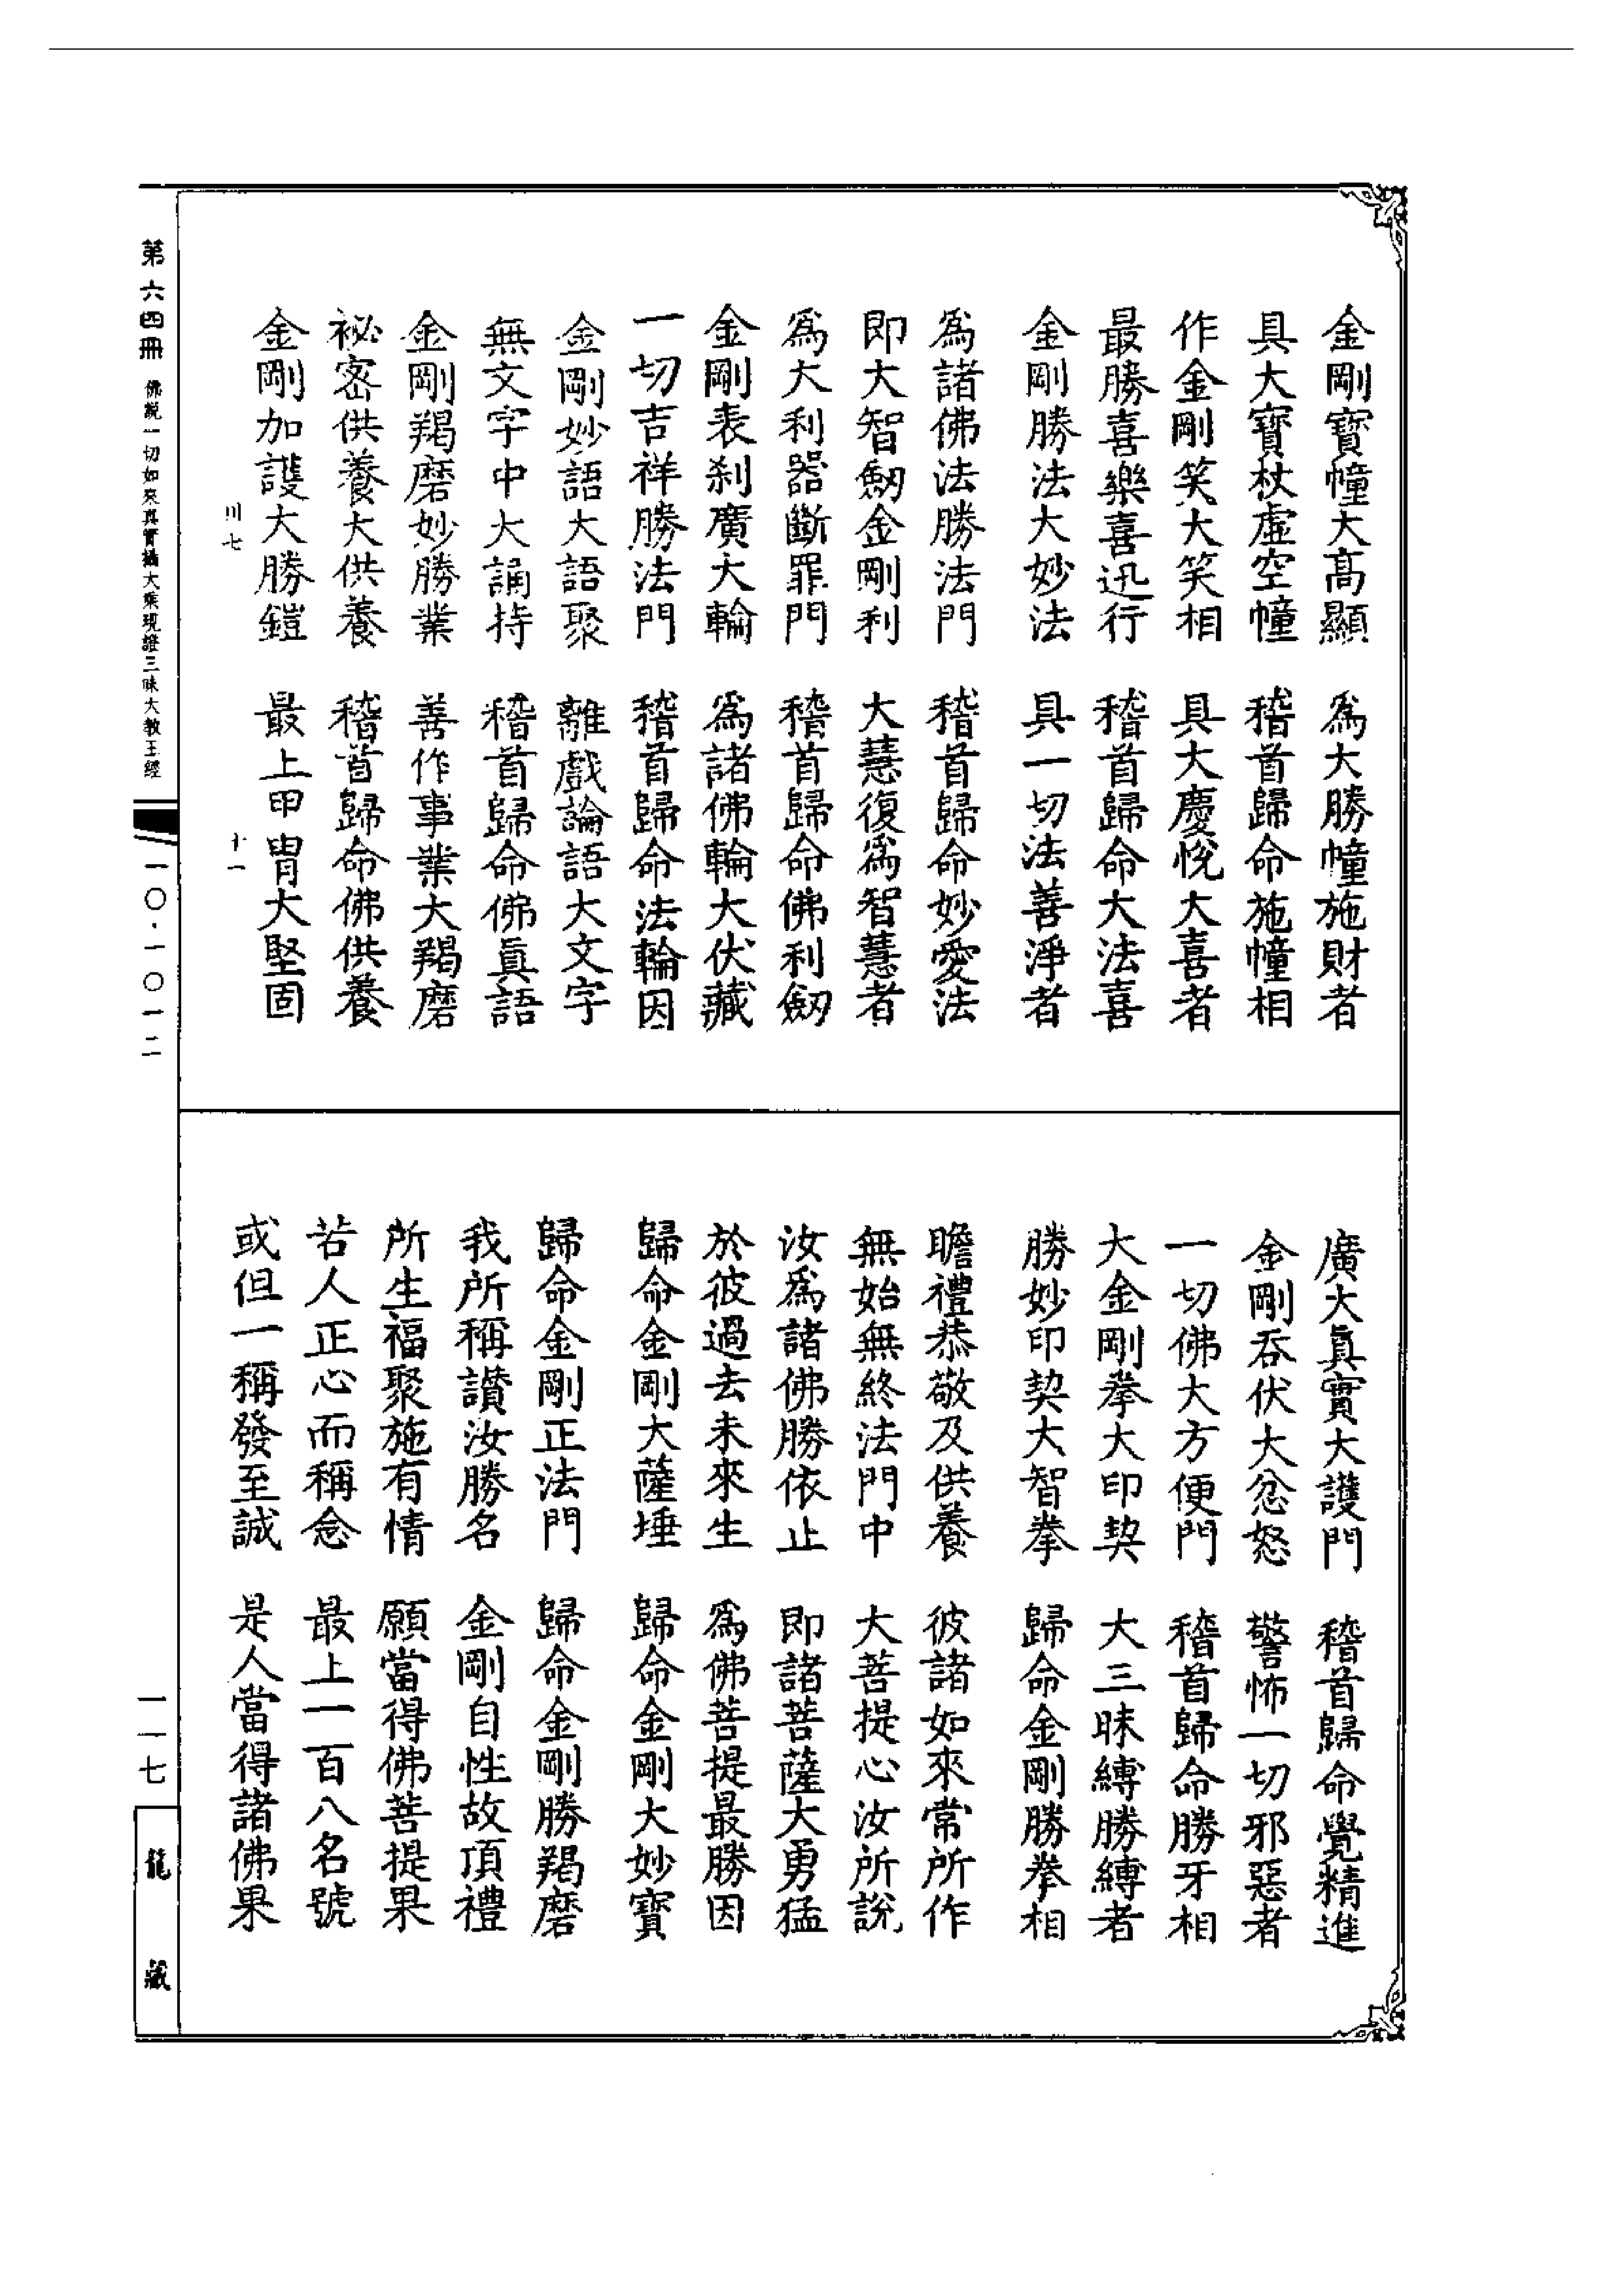 金剛寶幢大高顯　為大勝幢施財者
具大寶杖虛空幢　稽首歸命施幢相
作金剛笑大笑相　具大慶悅大喜者
最勝喜樂喜迅行　稽首歸命大法喜
金剛勝法大妙法　具一切法善淨者
為諸佛法勝法門　稽首歸命妙愛法
即大智劒金剛利　大慧復為智慧者
為大利器斷罪門　稽首歸命佛利劒
金剛表刹廣大輪　為諸佛輪大伏藏
一切吉祥勝法門　稽首歸命法輪因
金剛妙語大語聚　離戲論語大文字
無文字中大誦持　稽首歸命佛真語
金剛羯磨妙勝業　善作事業大羯磨
祕密供養大供養　稽首歸命佛供養
金剛加護大勝鎧　最上甲冑大堅固
川七　十一
廣大真實大護門　稽首歸命覺精進
金剛吞伏大忿怒　警怖一切邪惡者
一切佛大方便門　稽首歸命勝牙相
大金剛拳大印契　大三昧縛勝縛者
勝妙印契大智拳　歸命金剛勝拳相
瞻禮恭敬及供養　彼諸如來常所作
無始無終法門中　大菩提心汝所說
汝為諸佛勝依止　即諸菩薩大勇猛
於彼過去未來生　為佛菩提最勝因
歸命金剛大薩埵　歸命金剛大妙寶
歸命金剛正法門　歸命金剛勝羯磨
我所稱讚汝勝名　金剛自性故頂禮
所生福聚施有情　願當得佛菩提果
若人正心而稱念　最上一百八名號
或但一稱發至誠　是人當得諸佛果
第六四冊　佛說一切如來真實攝大乘現證三昧大教王經　一〇·一〇一二
一一七　龍藏